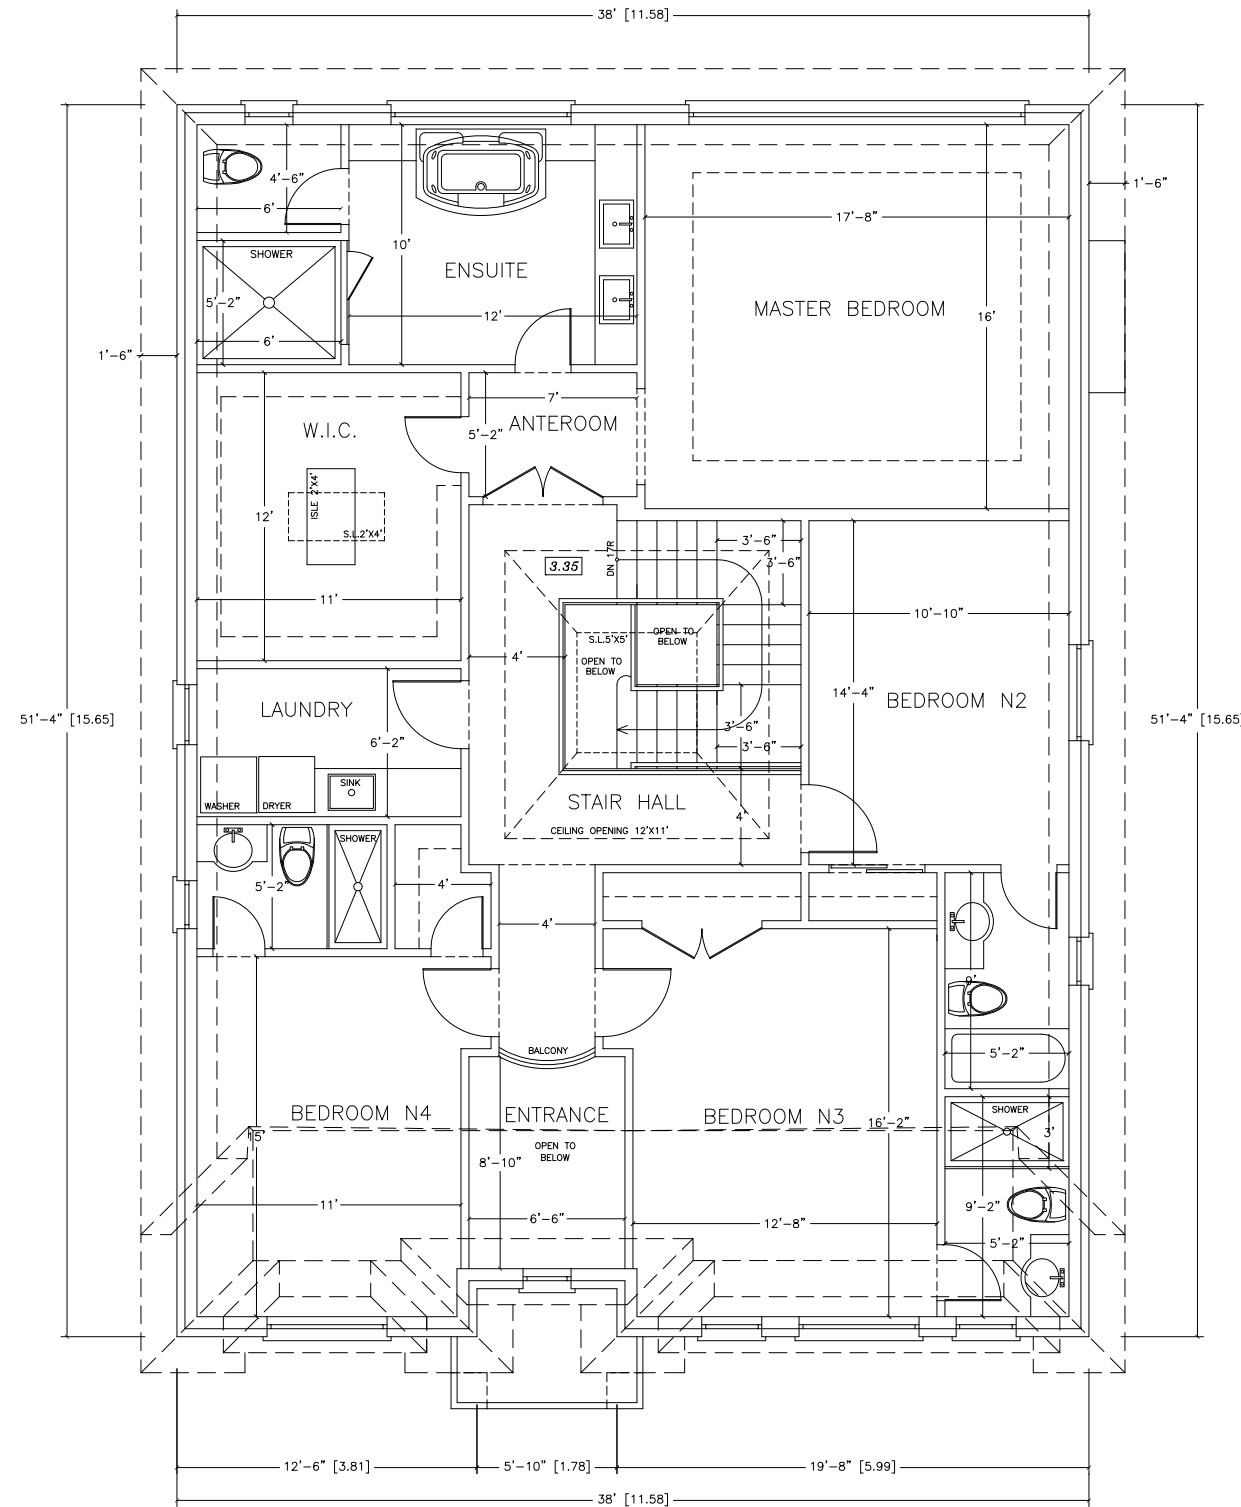 38' [11.58]
4'-6"
6'
1'-6"
17'-8"
10'
SHOWER
ENSUITE
5'-2"
MASTER BEDROOM
12'
16'
6'
1'-6"
7'
ANTEROOM
W.I.C.
5'-2"
ISLE 2'X4'
12'
S.L.2'X4'
3'-6"
DN 17R
3.35
3'-6"
11'
10'-10"
OPEN TO
BELOW
S.L.5'X5'
4'
OPEN TO
BELOW
14'-4"
BEDROOM N2
LAUNDRY
51'-4" [15.65]
51'-4" [15.65]
3'-6"
6'-2"
3'-6"
SINK
WASHER
DRYER
STAIR HALL
4'
CEILING OPENING 12'X11'
SHOWER
5'-2"
4'
4'
9'
BALCONY
5'-2"
BEDROOM N4
ENTRANCE
BEDROOM N3
SHOWER
16'-2"
3'
OPEN TO
BELOW
8'-10"
11'
9'-2"
6'-6"
12'-8"
5'-2"
12'-6" [3.81]
5'-10" [1.78]
19'-8" [5.99]
38' [11.58]